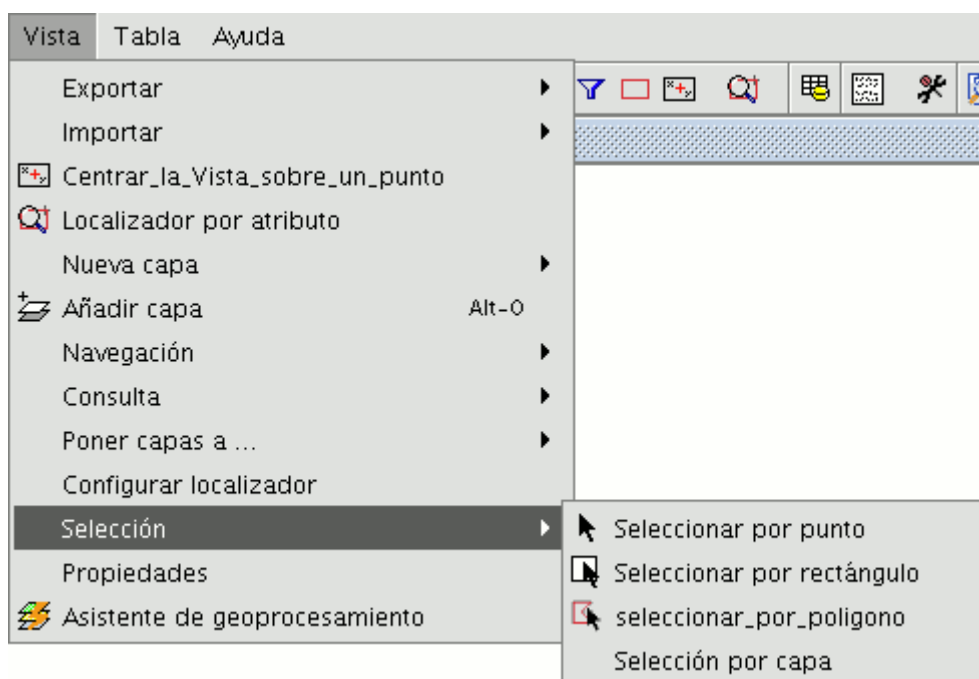 Vista Tabla Ayuda
Exportar
Importar
Centrar_la_Vista_sobre_un_punto
Localizador por atributo
Nueva capa
Añadir capa Alt-O
Navegación
Consulta
Poner capas a ...
Configurar localizador
Selección
Propiedades
Asistente de geoprocesamiento
Seleccionar por punto
Seleccionar por rectángulo
seleccionar_por_poligono
Selección por capa